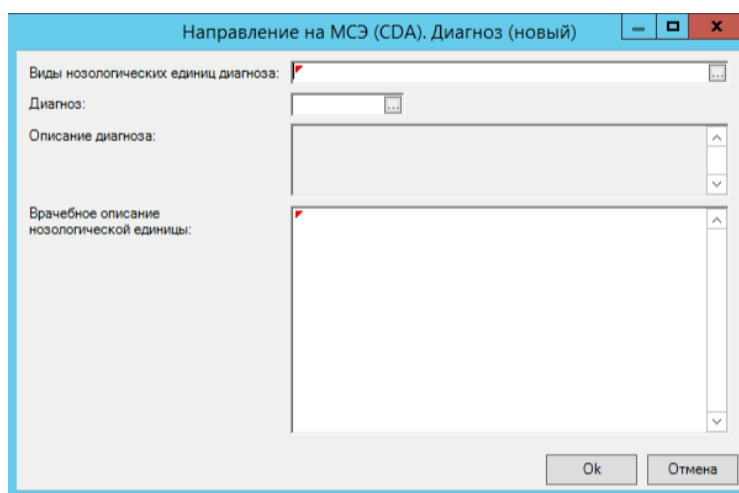 Направление на МСЭ (CDA). Диагноз (новый)
Виды нозологических единиц диагноза:
Диагноз:
Описание диагноза:
Врачебное описание
нозологической единицы:
Ok Отмена